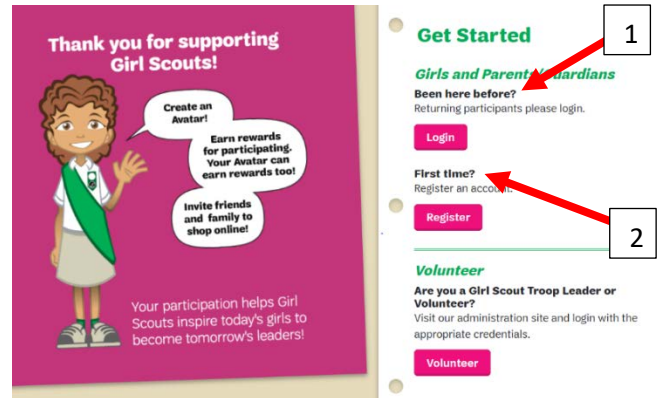 Thank you for supporting
Girl Scouts!
Create an
Avatar!
Earn rewards
for participating.
Your Avatar can
earn rewards too!
Invite friends
and family to
shop online!
Your participation helps Girl
Scouts inspire today's girls to
become tomorrow's leaders!
Get Started
1
Girls and Parents/Guardians
Been here before?
Returning participants please login.
Login
First time?
Register an account.
Register
2
Volunteer
Are you a Girl Scout Troop Leader or
Volunteer?
Visit our administration site and login with the
appropriate credentials.
Volunteer